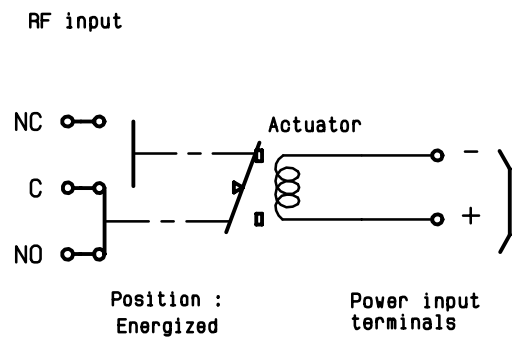 RF input
NC
Actuator
-
C
+
NO
Position :
Energized
Power input
terminals